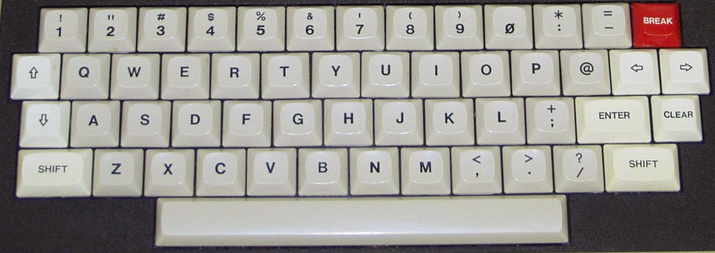 ! " # $ % & ' ( ) * = BREAK
1 2 3 4 5 6 7 8 9 Ø : -
⇧ Q W E R T Y U I O P @ ⇦ ⇨
⇩ A S D F G H J K L + ; ENTER CLEAR
SHIFT Z X C V B N M < , > . ? / SHIFT